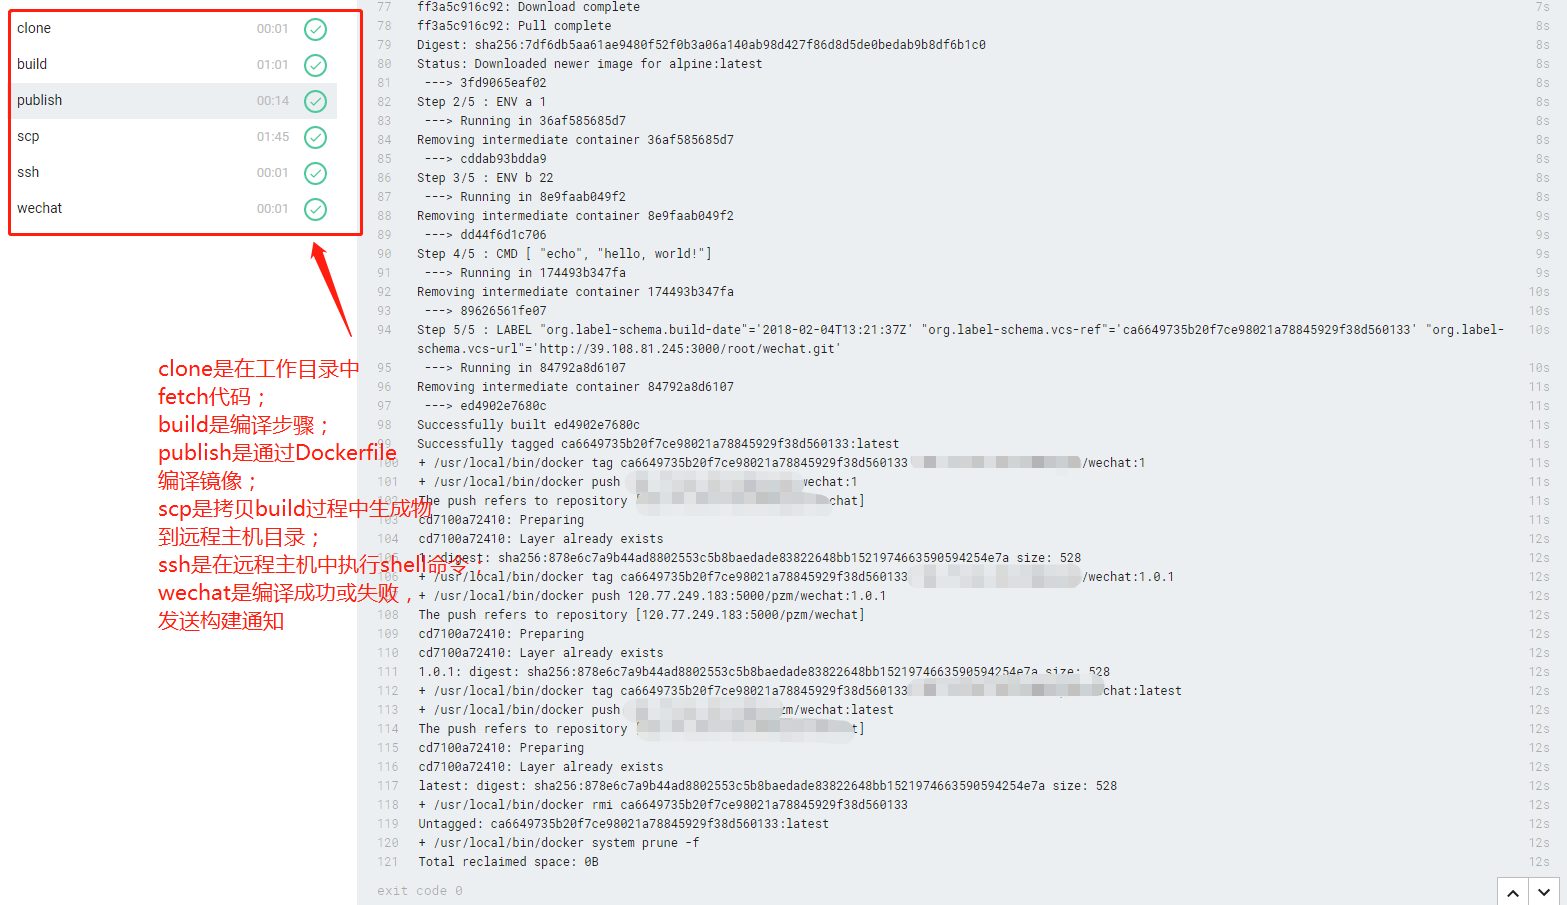 clone 00:01
build 01:01
publish 00:14
scp 01:45
ssh 00:01
wechat 00:01
clone是在工作目录中
fetch代码；
build是编译步骤；
publish是通过Dockerfile
编译镜像；
scp是拷贝build过程中生成物
到远程主机目录；
ssh是在远程主机中执行shell命令，
wechat是编译成功或失败，
发送构建通知
77 ff3a5c916c92: Download complete 7s
78 ff3a5c916c92: Pull complete 8s
79 Digest: sha256:7df6db5aa61ae9480f52f0b3a06a140ab98d427f86d8d5de0bedab9b8df6b1c0 8s
80 Status: Downloaded newer image for alpine:latest 8s
81 ---> 3fd9065eaf02 8s
82 Step 2/5 : ENV a 1 8s
83 ---> Running in 36af585685d7 8s
84 Removing intermediate container 36af585685d7 8s
85 ---> cddab93bdda9 8s
86 Step 3/5 : ENV b 22 8s
87 ---> Running in 8e9faab049f2 8s
88 Removing intermediate container 8e9faab049f2 9s
89 ---> dd44f6d1c706 9s
90 Step 4/5 : CMD [ "echo", "hello, world!"] 9s
91 ---> Running in 174493b347fa 9s
92 Removing intermediate container 174493b347fa 10s
93 ---> 89626561fe07 10s
94 Step 5/5 : LABEL "org.label-schema.build-date"='2018-02-04T13:21:37Z' "org.label-schema.vcs-ref"='ca6649735b20f7ce98021a78845929f38d560133' "org.label- 10s
schema.vcs-url"='http://39.108.81.245:3000/root/wechat.git'
95 ---> Running in 84792a8d6107 10s
96 Removing intermediate container 84792a8d6107 11s
97 ---> ed4902e7680c 11s
98 Successfully built ed4902e7680c 11s
99 Successfully tagged ca6649735b20f7ce98021a78845929f38d560133:latest 11s
100 + /usr/local/bin/docker tag ca6649735b20f7ce98021a78845929f38d560133 /wechat:1 11s
101 + /usr/local/bin/docker push wechat:1 11s
102 The push refers to repository [ chat] 11s
103 cd7100a72410: Preparing 11s
104 cd7100a72410: Layer already exists 11s
105 1: digest: sha256:878e6c7a9b44ad8802553c5b8baedade83822648bb1521974663590594254e7a size: 528 12s
106 + /usr/local/bin/docker tag ca6649735b20f7ce98021a78845929f38d560133 /wechat:1.0.1 12s
+ /usr/local/bin/docker push 120.77.249.183:5000/pzm/wechat:1.0.1 12s
108 The push refers to repository [120.77.249.183:5000/pzm/wechat] 12s
109 cd7100a72410: Preparing 12s
110 cd7100a72410: Layer already exists 12s
111 1.0.1: digest: sha256:878e6c7a9b44ad8802553c5b8baedade83822648bb1521974663590594254e7a size: 528 12s
112 + /usr/local/bin/docker tag ca6649735b20f7ce98021a78845929f38d560133 chat:latest 12s
113 + /usr/local/bin/docker push zm/wechat:latest 12s
114 The push refers to repository [ t] 12s
115 cd7100a72410: Preparing 12s
116 cd7100a72410: Layer already exists 12s
117 latest: digest: sha256:878e6c7a9b44ad8802553c5b8baedade83822648bb1521974663590594254e7a size: 528 12s
118 + /usr/local/bin/docker rmi ca6649735b20f7ce98021a78845929f38d560133 12s
119 Untagged: ca6649735b20f7ce98021a78845929f38d560133:latest 12s
120 + /usr/local/bin/docker system prune -f 12s
121 Total reclaimed space: 0B 12s
exit code 0